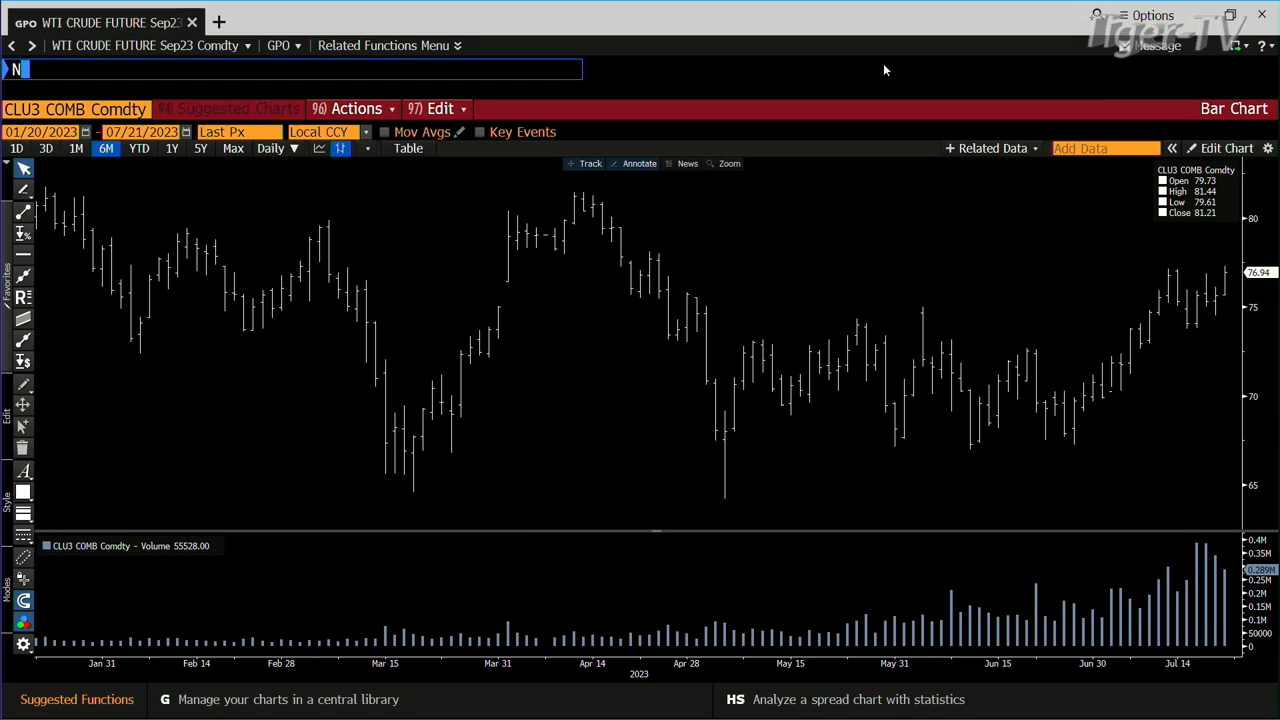 GPO WTI CRUDE FUTURE Sep23
Options
Tiger-TV
WTI CRUDE FUTURE Sep23 Comdty GPO Related Functions Menu
Message
N
CLU3 COMB Comdty 94) Suggested Charts 96) Actions 97) Edit Bar Chart
01/20/2023 - 07/21/2023 Last Px Local CCY Mov Avgs Key Events
1D 3D 1M 6M YTD 1Y 5Y Max Daily Table + Related Data Add Data Edit Chart
Track Annotate News Zoom
CLU3 COMB Comdty
Open 79.73
High 81.44
Low 79.61
Close 81.21
80
76.94
75
70
65
Favorites
Edit
Style
Modes
CLU3 COMB Comdty - Volume 55528.00
0.4M
0.35M
0.289M
0.25M
0.2M
0.15M
0.1M
50000
0
Jan 31 Feb 14 Feb 28 Mar 15 Mar 31 Apr 14 Apr 28 May 15 May 31 Jun 15 Jun 30 Jul 14
2023
Suggested Functions G Manage your charts in a central library HS Analyze a spread chart with statistics